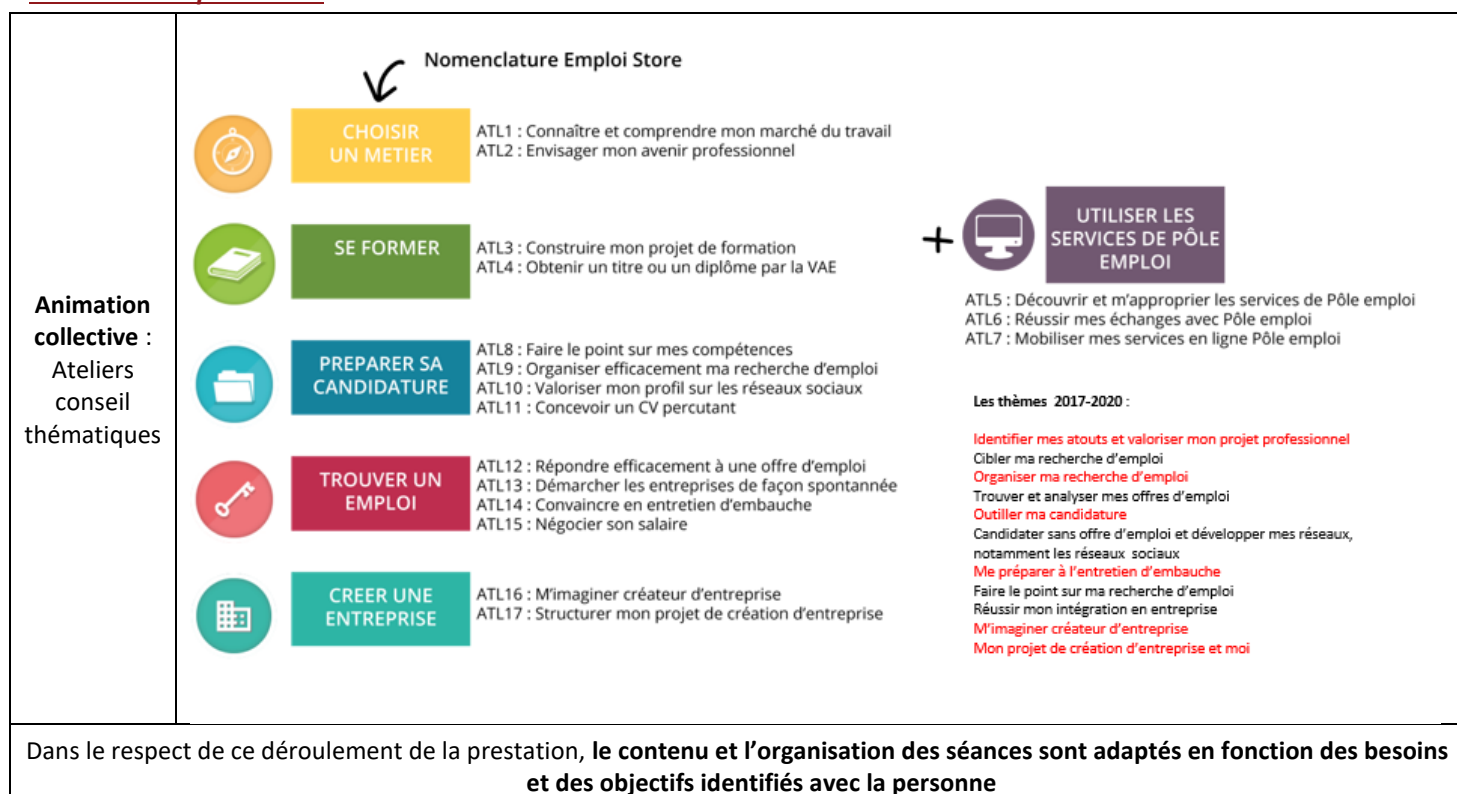 Animation
collective :
Ateliers
conseil
thématiques
Nomenclature Emploi Store
CHOISIR
UN METIER
ATL1 : Connaître et comprendre mon marché du travail
ATL2 : Envisager mon avenir professionnel
SE FORMER
ATL3 : Construire mon projet de formation
ATL4 : Obtenir un titre ou un diplôme par la VAE
PREPARER SA
CANDIDATURE
ATL8 : Faire le point sur mes compétences
ATL9 : Organiser efficacement ma recherche d'emploi
ATL10 : Valoriser mon profil sur les réseaux sociaux
ATL11 : Concevoir un CV percutant
TROUVER UN
EMPLOI
ATL12 : Répondre efficacement à une offre d'emploi
ATL13 : Démarcher les entreprises de façon spontannée
ATL14 : Convaincre en entretien d'embauche
ATL15 : Négocier son salaire
CREER UNE
ENTREPRISE
ATL16 : M'imaginer créateur d'entreprise
ATL17 : Structurer mon projet de création d'entreprise
+
UTILISER LES
SERVICES DE PÔLE
EMPLOI
ATL5 : Découvrir et m'approprier les services de Pôle emploi
ATL6 : Réussir mes échanges avec Pôle emploi
ATL7 : Mobiliser mes services en ligne Pôle emploi
Les thèmes 2017-2020 :
Identifier mes atouts et valoriser mon projet professionnel
Cibler ma recherche d'emploi
Organiser ma recherche d'emploi
Trouver et analyser mes offres d'emploi
Outiller ma candidature
Candidater sans offre d'emploi et développer mes réseaux,
notamment les réseaux sociaux
Me préparer à l'entretien d'embauche
Faire le point sur ma recherche d'emploi
Réussir mon intégration en entreprise
M'imaginer créateur d'entreprise
Mon projet de création d'entreprise et moi
Dans le respect de ce déroulement de la prestation, le contenu et l'organisation des séances sont adaptés en fonction des besoins
et des objectifs identifiés avec la personne